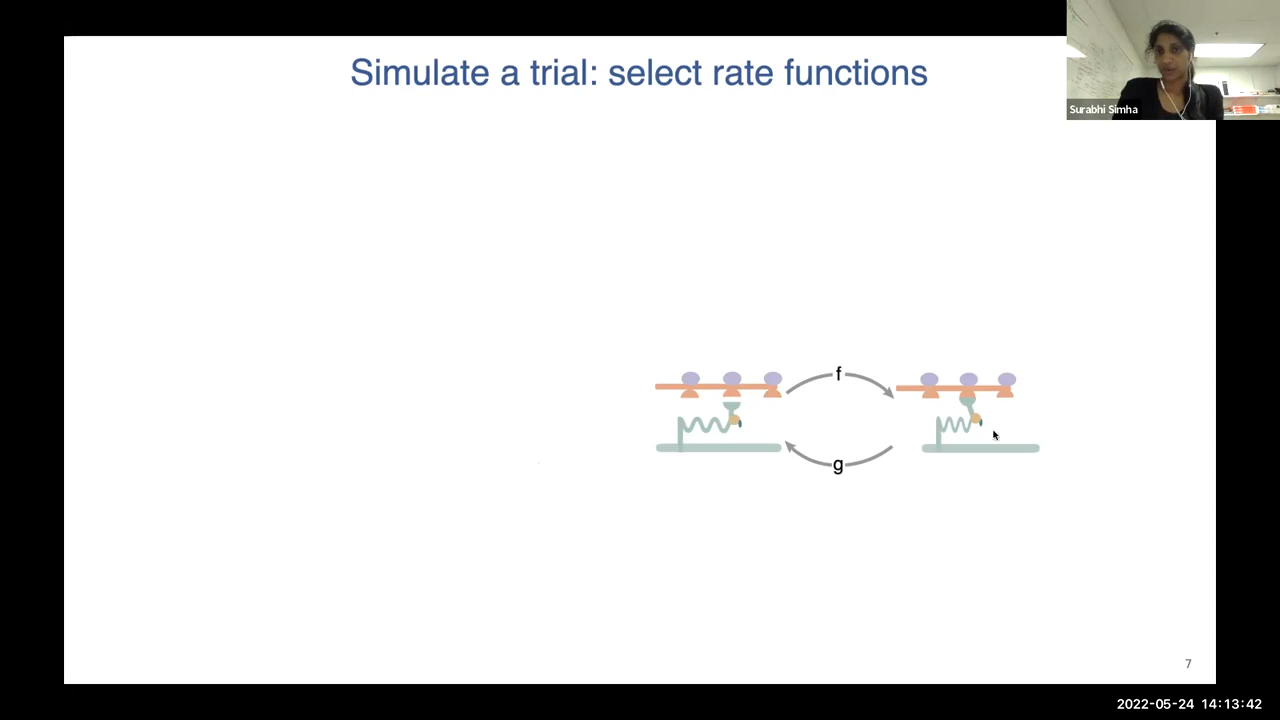 Simulate a trial: select rate functions
Surabhi Simha
f
g
7
2022-05-24 14:13:42